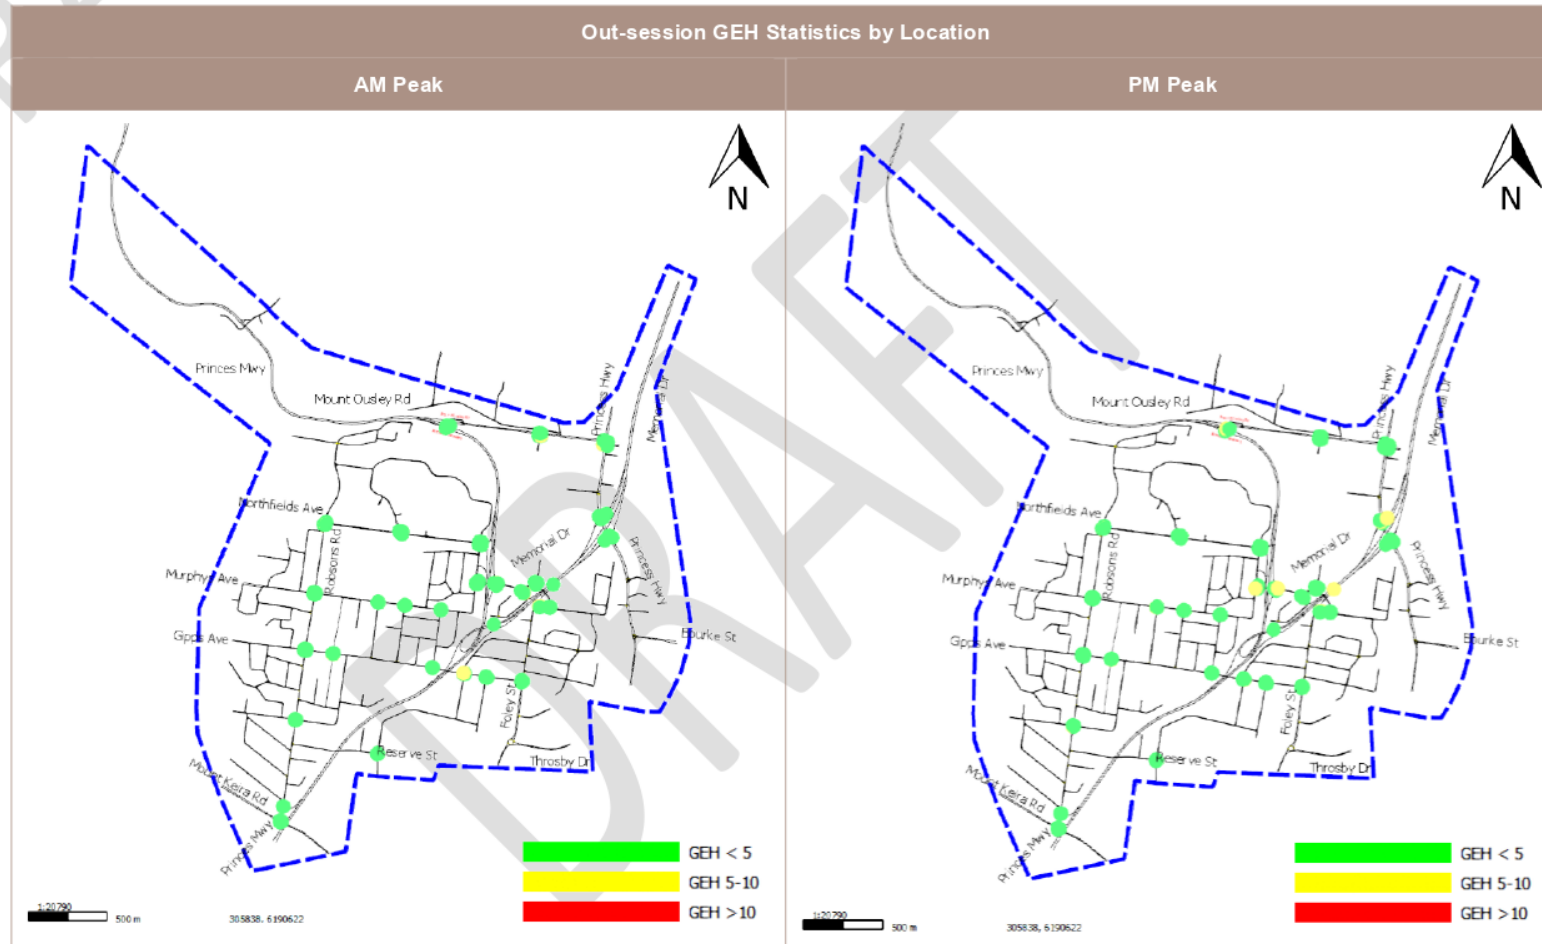 Out-session GEH Statistics by Location
AM Peak
PM Peak
N
Princes Mwy
Mount Ousley Rd
Princes Hwy
Memorial Dr
Northfields Ave
Robsons Rd
Memorial Dr
Princess Hwy
Murphys Ave
Gipps Ave
Bourke St
Foley St
Reserve St
Throsby Dr
Mount Keira Rd
Princes Mwy
GEH < 5
GEH 5-10
GEH >10
1:20790
500 m
305838, 6190622
N
Princes Mwy
Mount Ousley Rd
Princes Hwy
Memorial Dr
Northfields Ave
Robsons Rd
Memorial Dr
Princess Hwy
Murphys Ave
Gipps Ave
Bourke St
Foley St
Reserve St
Throsby Dr
Mount Keira Rd
Princes Mwy
GEH < 5
GEH 5-10
GEH >10
1:20790
500 m
305838, 6190622
DRAFT